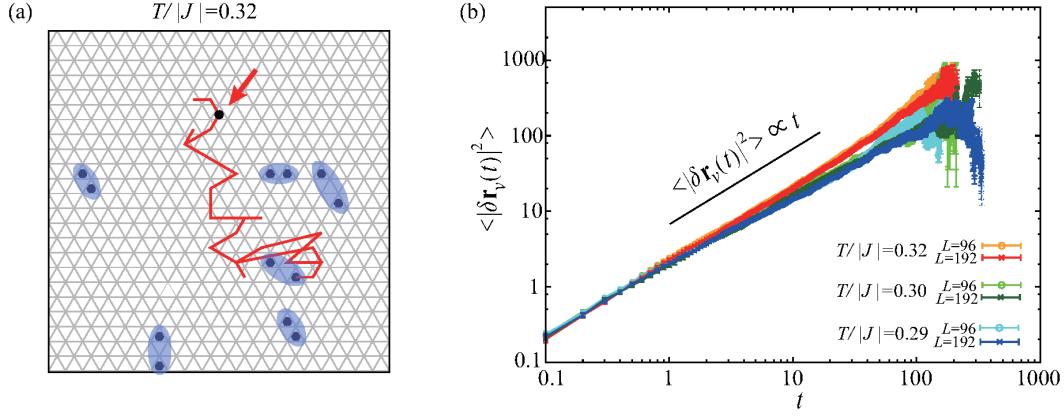 (a)
T/|J|=0.32
(b)
<|δr_v(t)|²>
1000
100
10
1
0.1
<|δr_v(t)|²> ∝ t
T/|J|=0.32
L=96
L=192
T/|J|=0.30
L=96
L=192
T/|J|=0.29
L=96
L=192
0.1
1
10
100
1000
t